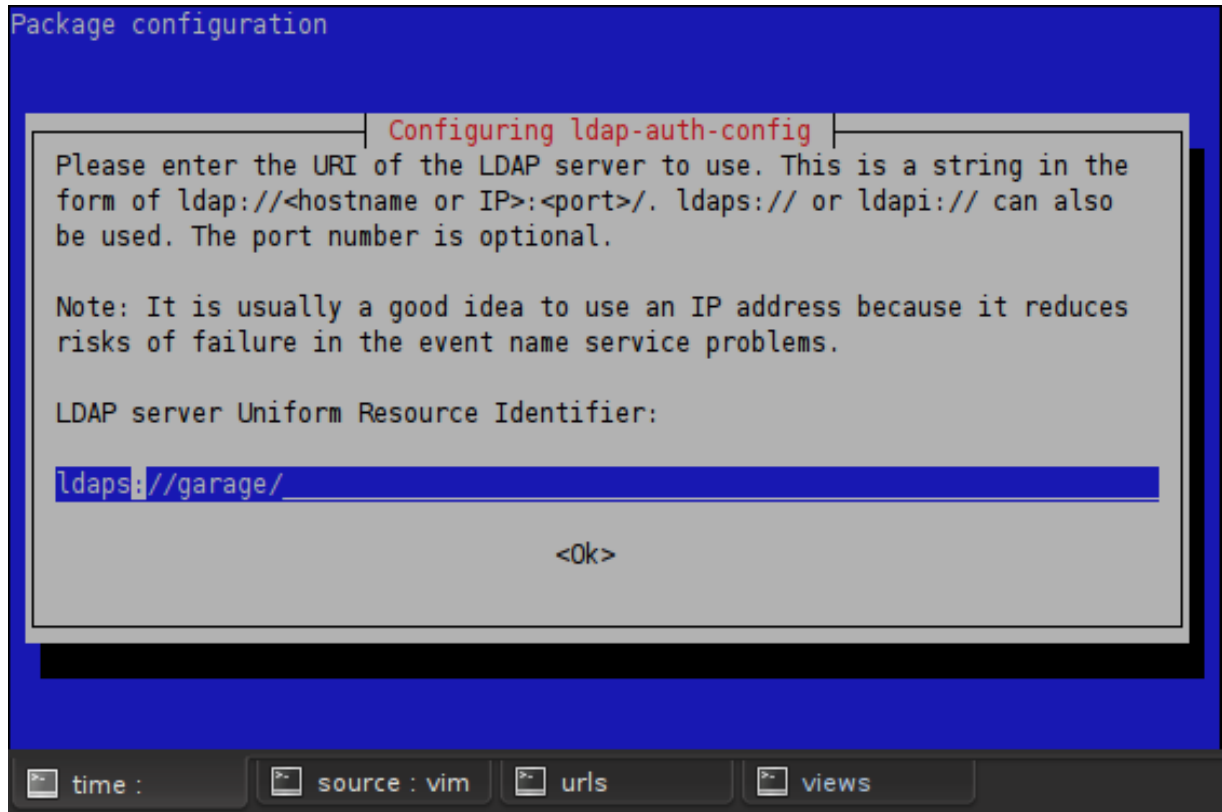 Package configuration
Configuring ldap-auth-config
Please enter the URI of the LDAP server to use. This is a string in the
form of ldap://<hostname or IP>:<port>/. ldaps:// or ldapi:// can also
be used. The port number is optional.
Note: It is usually a good idea to use an IP address because it reduces
risks of failure in the event name service problems.
LDAP server Uniform Resource Identifier:
ldaps://garage/
<Ok>
time :
source : vim
urls
views